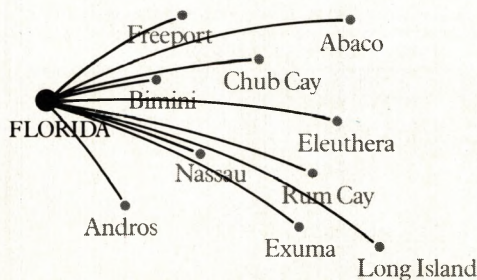 Freeport
Abaco
Chub Cay
Bimini
FLORIDA
Eleuthera
Nassau
Rum Cay
Andros
Exuma
Long Island